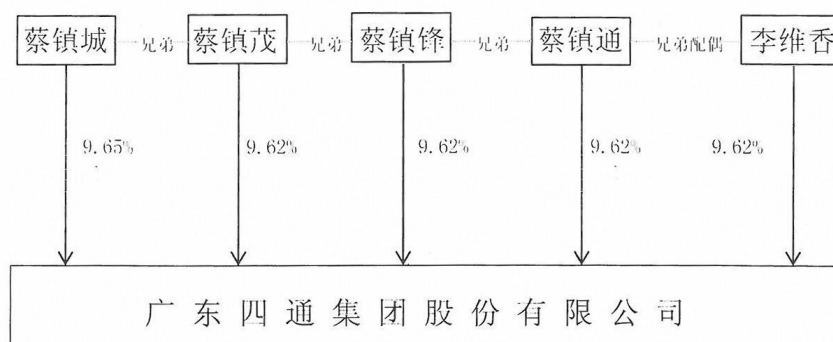 蔡镇城 兄弟 蔡镇茂 兄弟 蔡镇锋 兄弟 蔡镇通 兄弟配偶 李维香
9.65% 9.62% 9.62% 9.62% 9.62%
广东四通集团股份有限公司